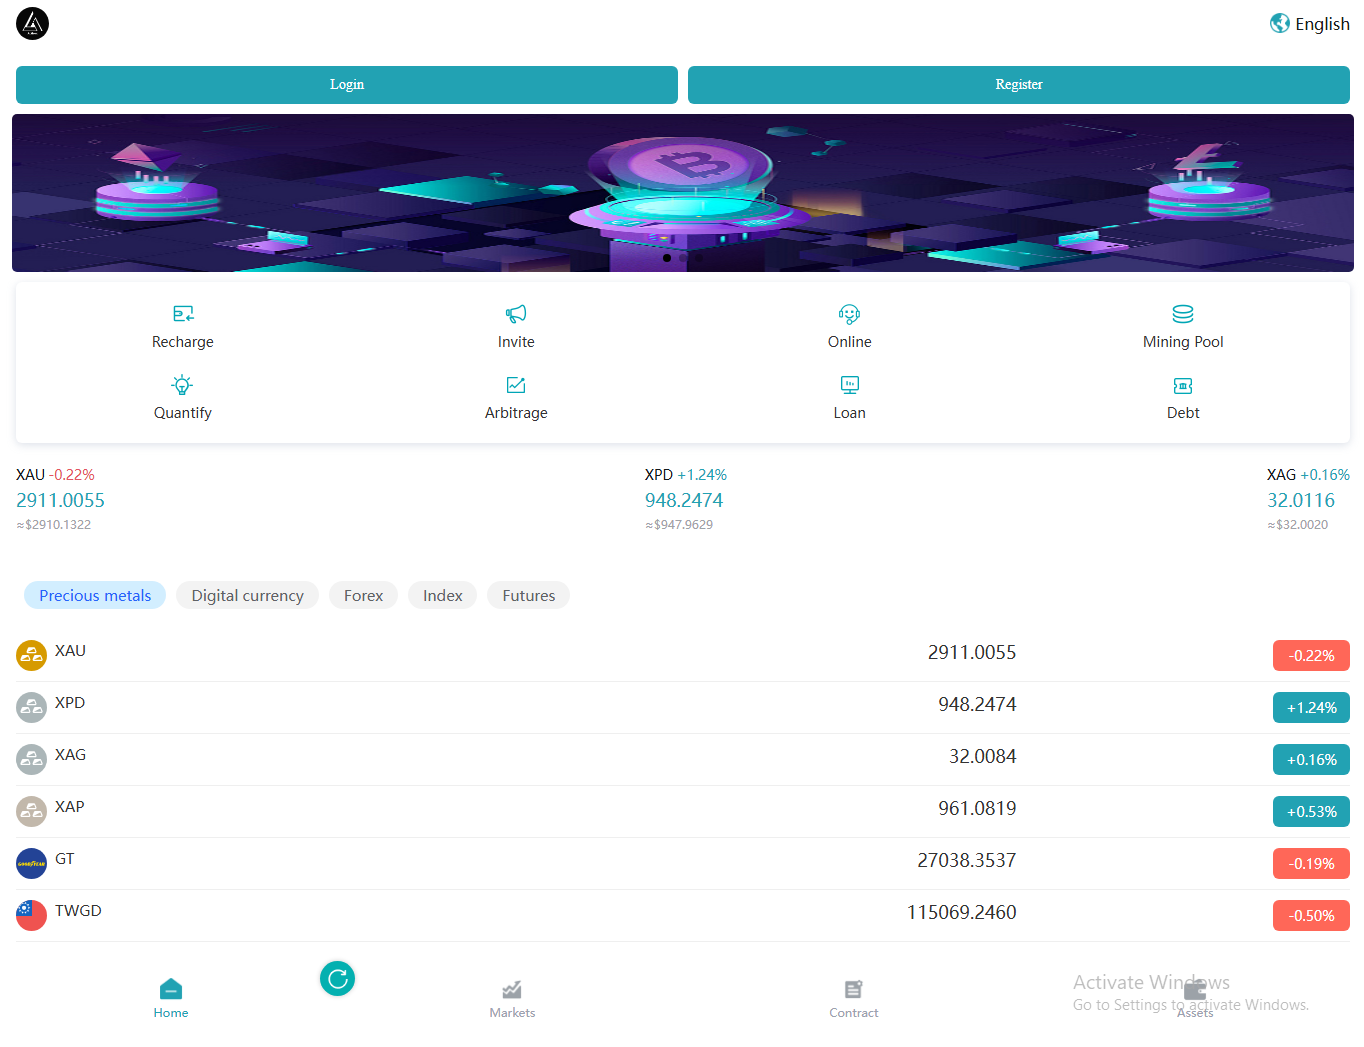 English
Login
Register
Recharge
Invite
Online
Mining Pool
Quantify
Arbitrage
Loan
Debt
XAU -0.22%
2911.0055
≈$2910.1322
XPD +1.24%
948.2474
≈$947.9629
XAG +0.16%
32.0116
≈$32.0020
Precious metals
Digital currency
Forex
Index
Futures
XAU 2911.0055 -0.22%
XPD 948.2474 +1.24%
XAG 32.0084 +0.16%
XAP 961.0819 +0.53%
GOODYEAR
GT 27038.3537 -0.19%
TWGD 115069.2460 -0.50%
Activate Windows
Go to Settings to activate Windows.
Home
Markets
Contract
Assets